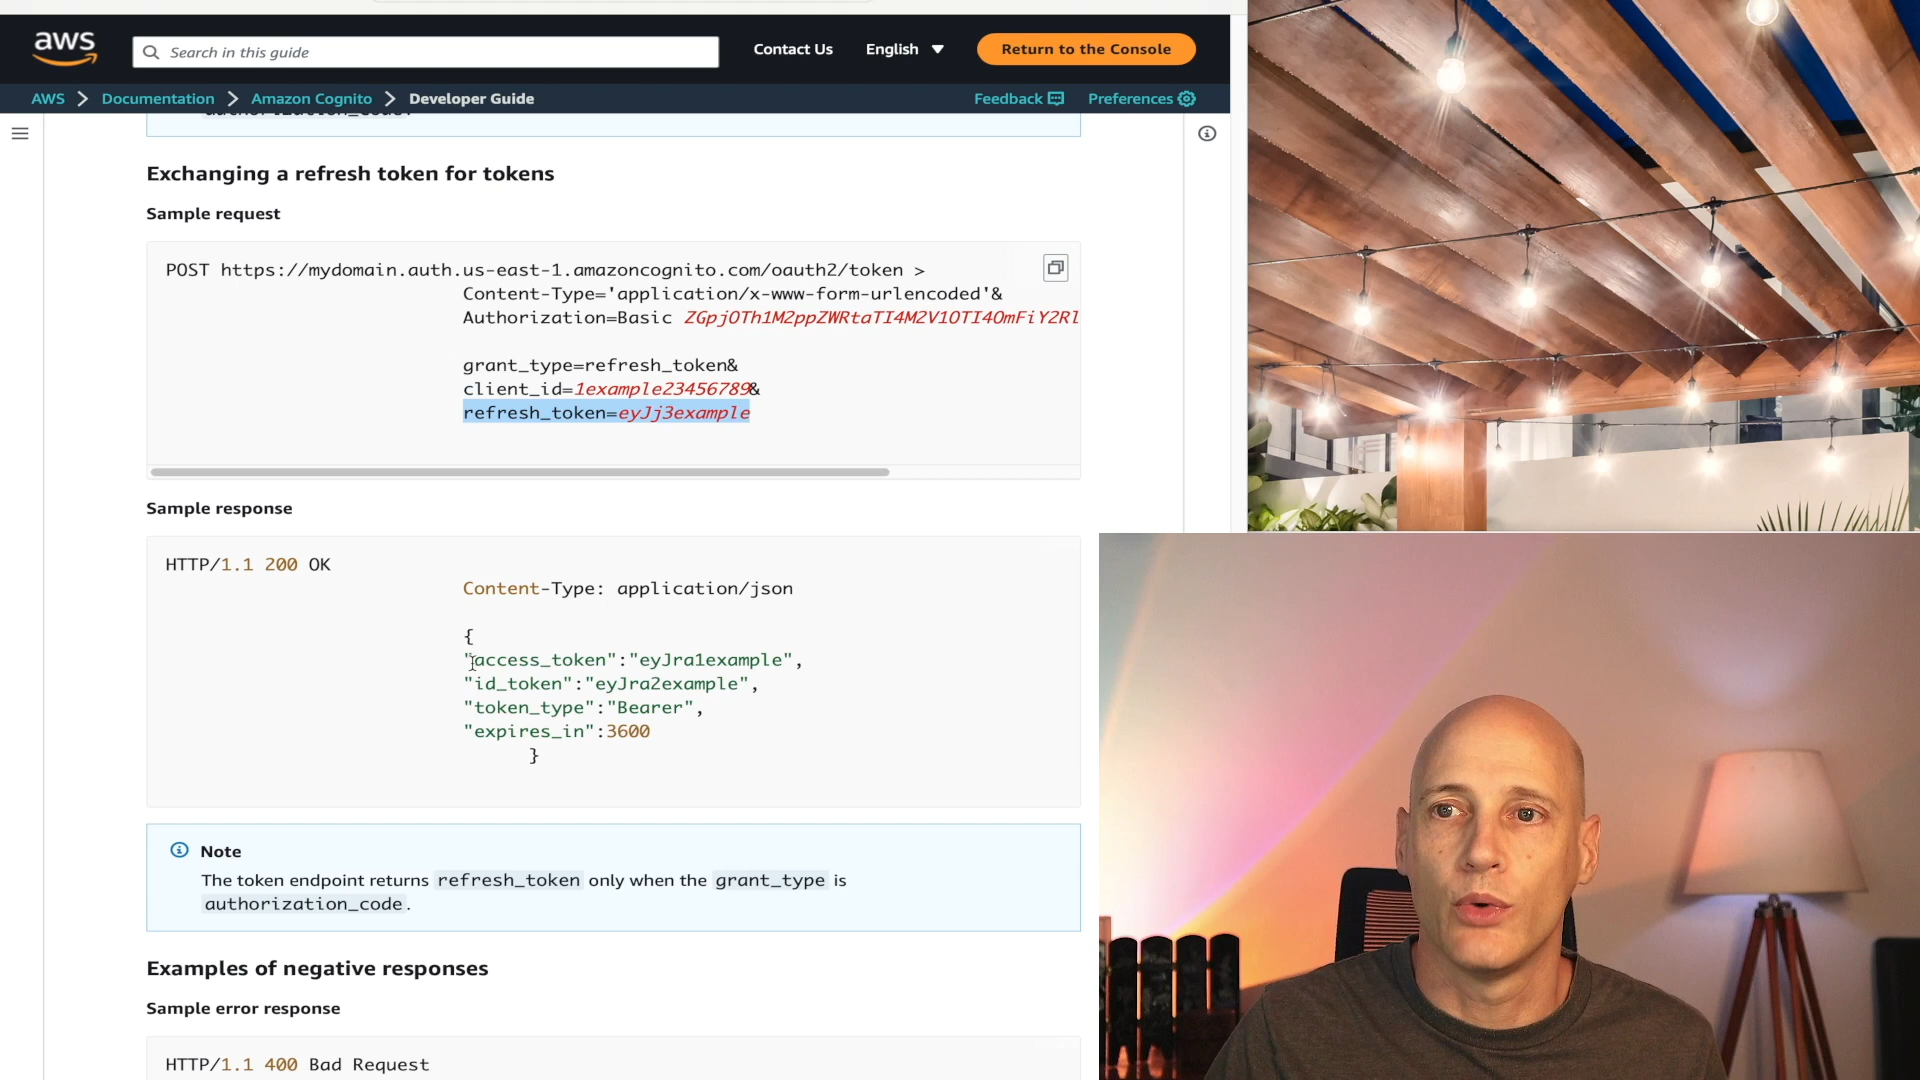 aws
Search in this guide
Contact Us
English
Return to the Console
AWS > Documentation > Amazon Cognito > Developer Guide
Feedback
Preferences
authorization_code.
Exchanging a refresh token for tokens
Sample request
POST https://mydomain.auth.us-east-1.amazoncognito.com/oauth2/token >
Content-Type='application/x-www-form-urlencoded'&
Authorization=Basic ZGpjOTh1M2ppZWRtaTI4M2V1OTI4OmFiY2Rl
grant_type=refresh_token&
client_id=1example23456789&
refresh_token=eyJj3example
Sample response
HTTP/1.1 200 OK
Content-Type: application/json
{
"access_token":"eyJra1example",
"id_token":"eyJra2example",
"token_type":"Bearer",
"expires_in":3600
}
Note
The token endpoint returns refresh_token only when the grant_type is
authorization_code.
Examples of negative responses
Sample error response
HTTP/1.1 400 Bad Request